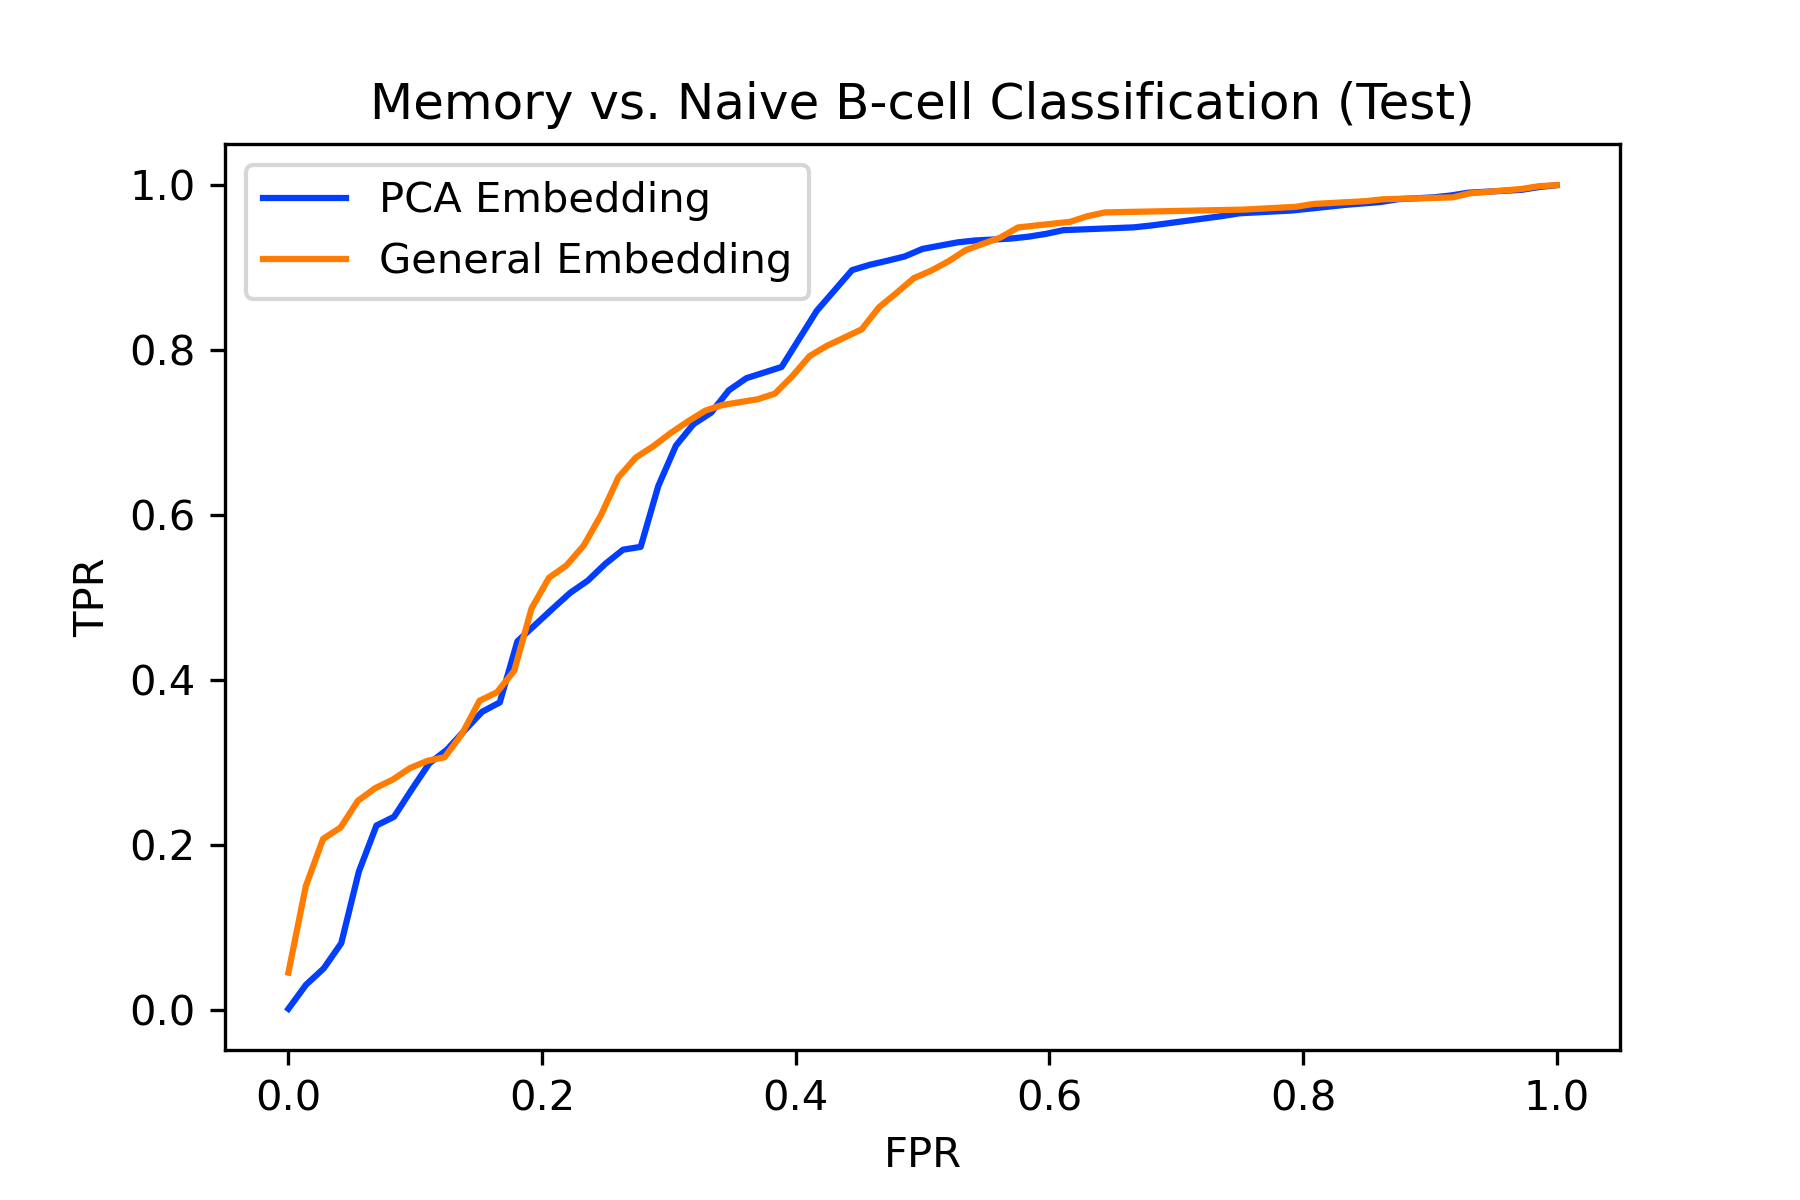 Memory vs. Naive B-cell Classification (Test)
PCA Embedding
General Embedding
1.0
0.8
0.6
0.4
0.2
0.0
TPR
0.0 0.2 0.4 0.6 0.8 1.0
FPR